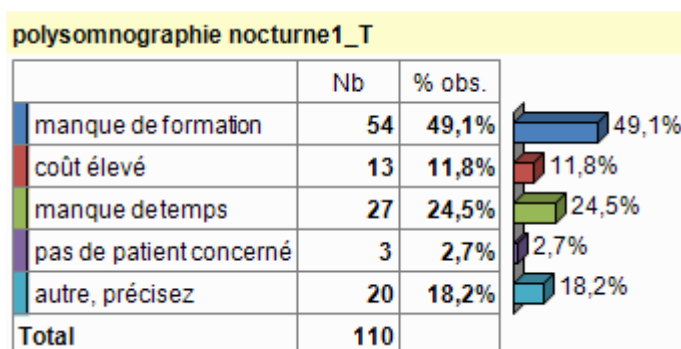 polysomnographie nocturne1_T
Nb % obs.
manque de formation 54 49,1% 49,1%
coût élevé 13 11,8% 11,8%
manque detemps 27 24,5% 24,5%
pas de patient concerné 3 2,7% 2,7%
autre, précisez 20 18,2% 18,2%
Total 110